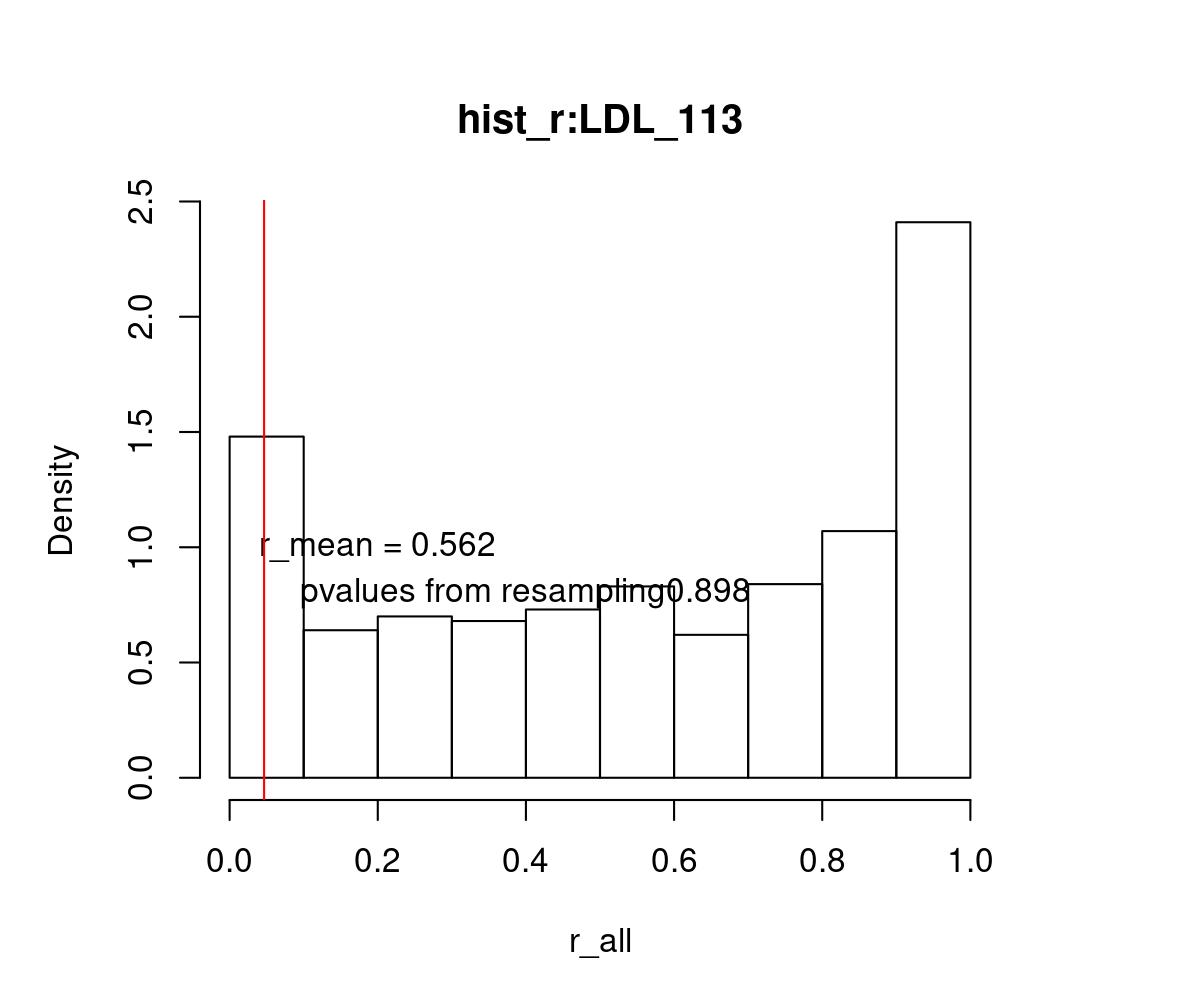 hist_r:LDL_113
2.5
2.0
1.5
1.0
0.5
0.0
Density
r_mean = 0.562
pvalues from resampling0.898
0.0 0.2 0.4 0.6 0.8 1.0
r_all